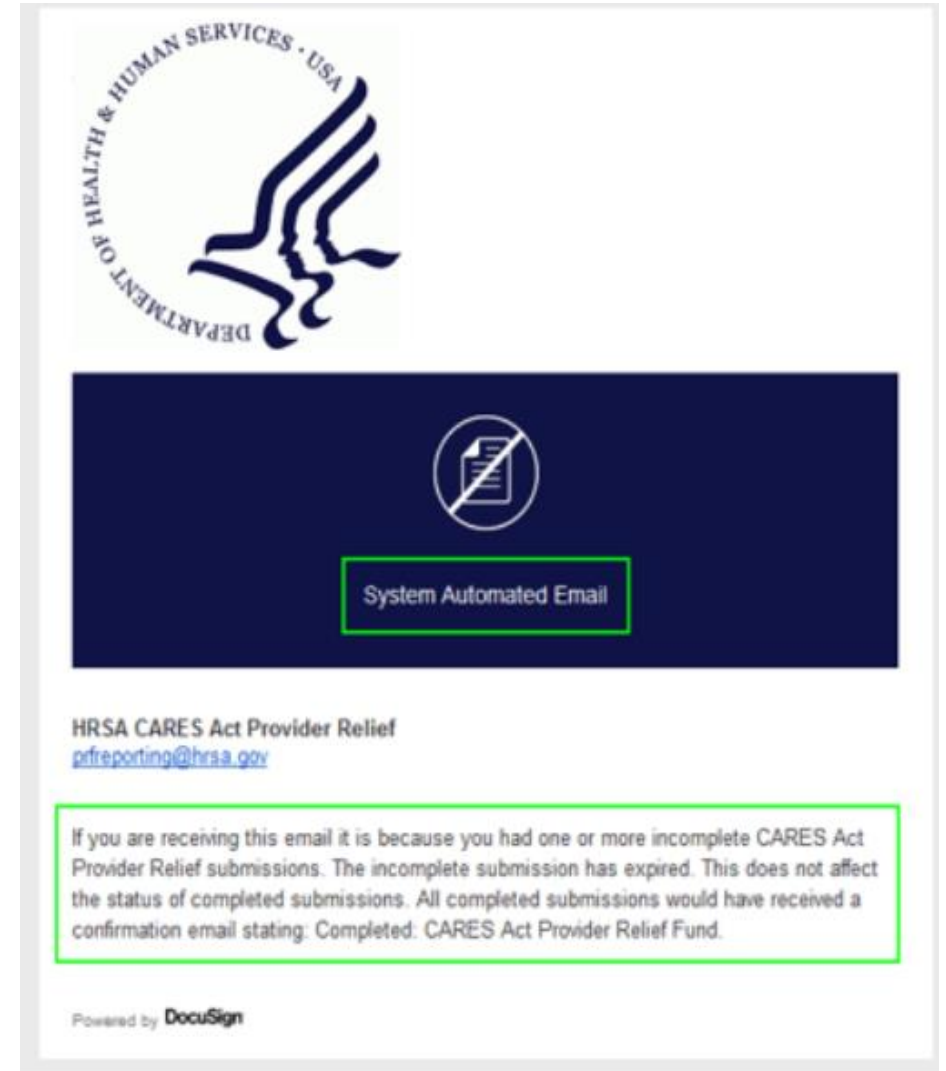 DEPARTMENT OF HEALTH & HUMAN SERVICES · USA
System Automated Email
HRSA CARES Act Provider Relief
prfreporting@hrsa.gov
If you are receiving this email it is because you had one or more incomplete CARES Act
Provider Relief submissions. The incomplete submission has expired. This does not affect
the status of completed submissions. All completed submissions would have received a
confirmation email stating: Completed: CARES Act Provider Relief Fund.
Powered by DocuSign